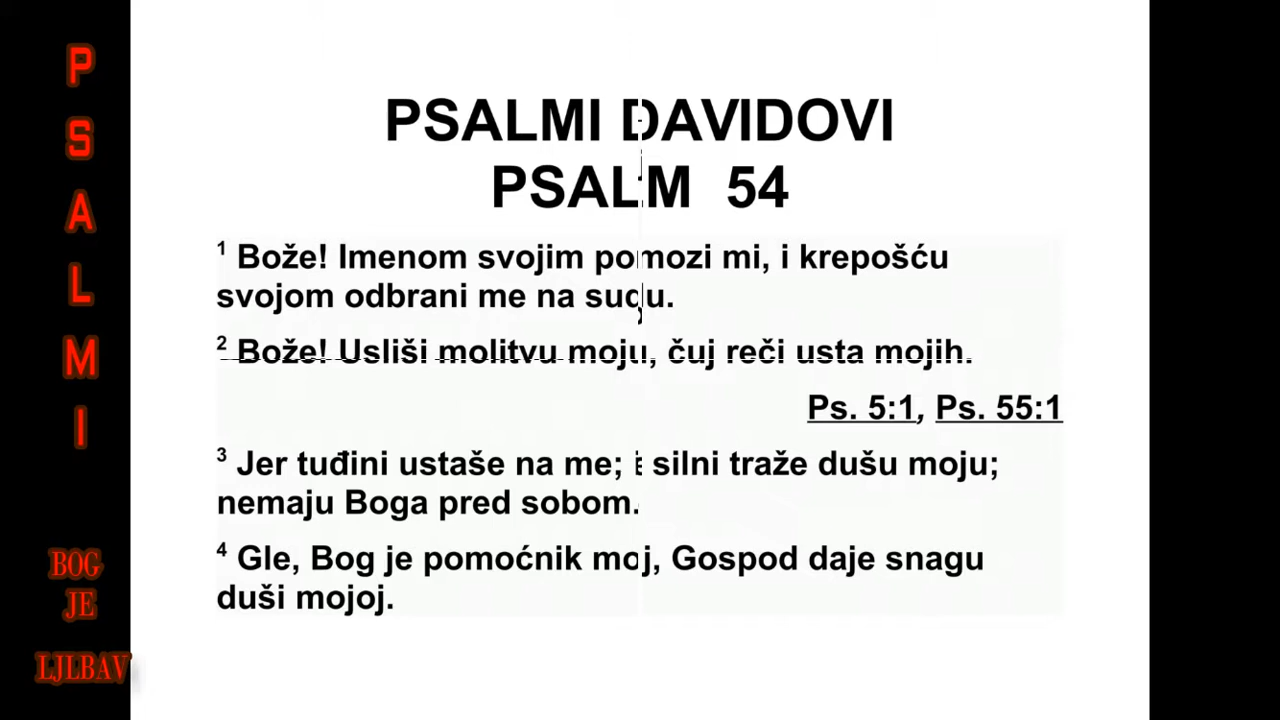 P
S
A
L
M
I
BOG
JE
LJLBAV
PSALMI DAVIDOVI
PSALM 54
1 Bože! Imenom svojim pomozi mi, i krepošću
svojom odbrani me na sudu.
2 Bože! Usliši molitvu moju, čuj reči usta mojih.
Ps. 5:1, Ps. 55:1
3 Jer tuđini ustaše na me; i silni traže dušu moju;
nemaju Boga pred sobom.
4 Gle, Bog je pomoćnik moj, Gospod daje snagu
duši mojoj.